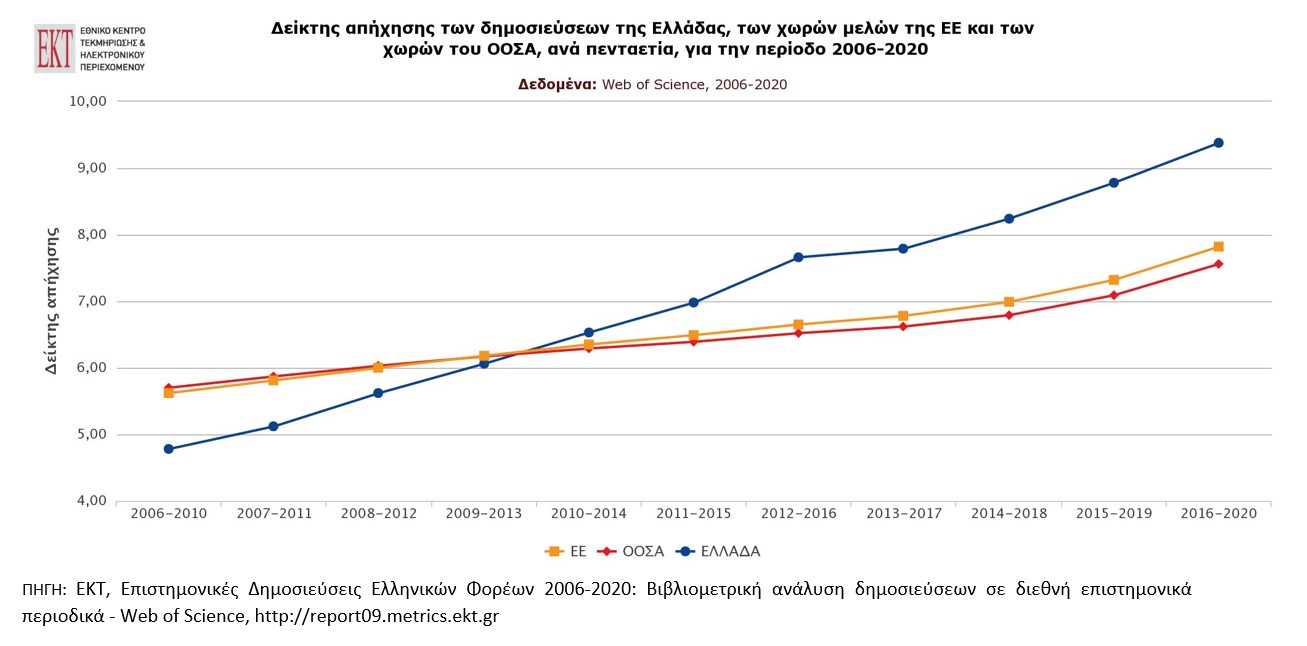 ΕΚΤ
ΕΘΝΙΚΟ ΚΕΝΤΡΟ
ΤΕΚΜΗΡΙΩΣΗΣ &
ΗΛΕΚΤΡΟΝΙΚΟΥ
ΠΕΡΙΕΧΟΜΕΝΟΥ
Δείκτης απήχησης των δημοσιεύσεων της Ελλάδας, των χωρών μελών της ΕΕ και των
χωρών του ΟΟΣΑ, ανά πενταετία, για την περίοδο 2006-2020
Δεδομένα: Web of Science, 2006-2020
10,00
9,00
8,00
7,00
6,00
5,00
4,00
Δείκτης απήχησης
2006-2010 2007-2011 2008-2012 2009-2013 2010-2014 2011-2015 2012-2016 2013-2017 2014-2018 2015-2019 2016-2020
ΕΕ ΟΟΣΑ ΕΛΛΑΔΑ
ΠΗΓΗ: ΕΚΤ, Επιστημονικές Δημοσιεύσεις Ελληνικών Φορέων 2006-2020: Βιβλιομετρική ανάλυση δημοσιεύσεων σε διεθνή επιστημονικά
περιοδικά - Web of Science, http://report09.metrics.ekt.gr